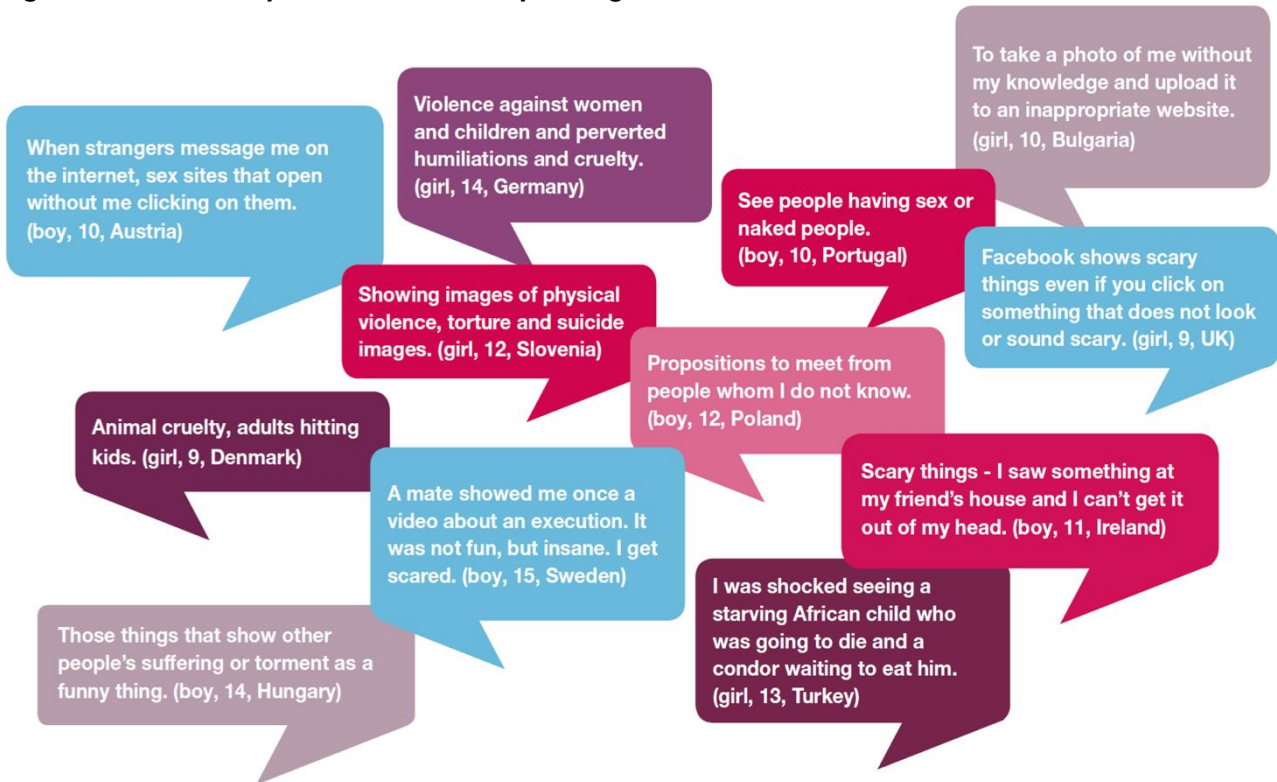 When strangers message me on
the internet, sex sites that open
without me clicking on them.
(boy, 10, Austria)
Violence against women
and children and perverted
humiliations and cruelty.
(girl, 14, Germany)
To take a photo of me without
my knowledge and upload it
to an inappropriate website.
(girl, 10, Bulgaria)
See people having sex or
naked people.
(boy, 10, Portugal)
Facebook shows scary
things even if you click on
something that does not look
or sound scary. (girl, 9, UK)
Showing images of physical
violence, torture and suicide
images. (girl, 12, Slovenia)
Propositions to meet from
people whom I do not know.
(boy, 12, Poland)
Animal cruelty, adults hitting
kids. (girl, 9, Denmark)
A mate showed me once a
video about an execution. It
was not fun, but insane. I get
scared. (boy, 15, Sweden)
Scary things - I saw something at
my friend's house and I can't get it
out of my head. (boy, 11, Ireland)
I was shocked seeing a
starving African child who
was going to die and a
condor waiting to eat him.
(girl, 13, Turkey)
Those things that show other
people's suffering or torment as a
funny thing. (boy, 14, Hungary)